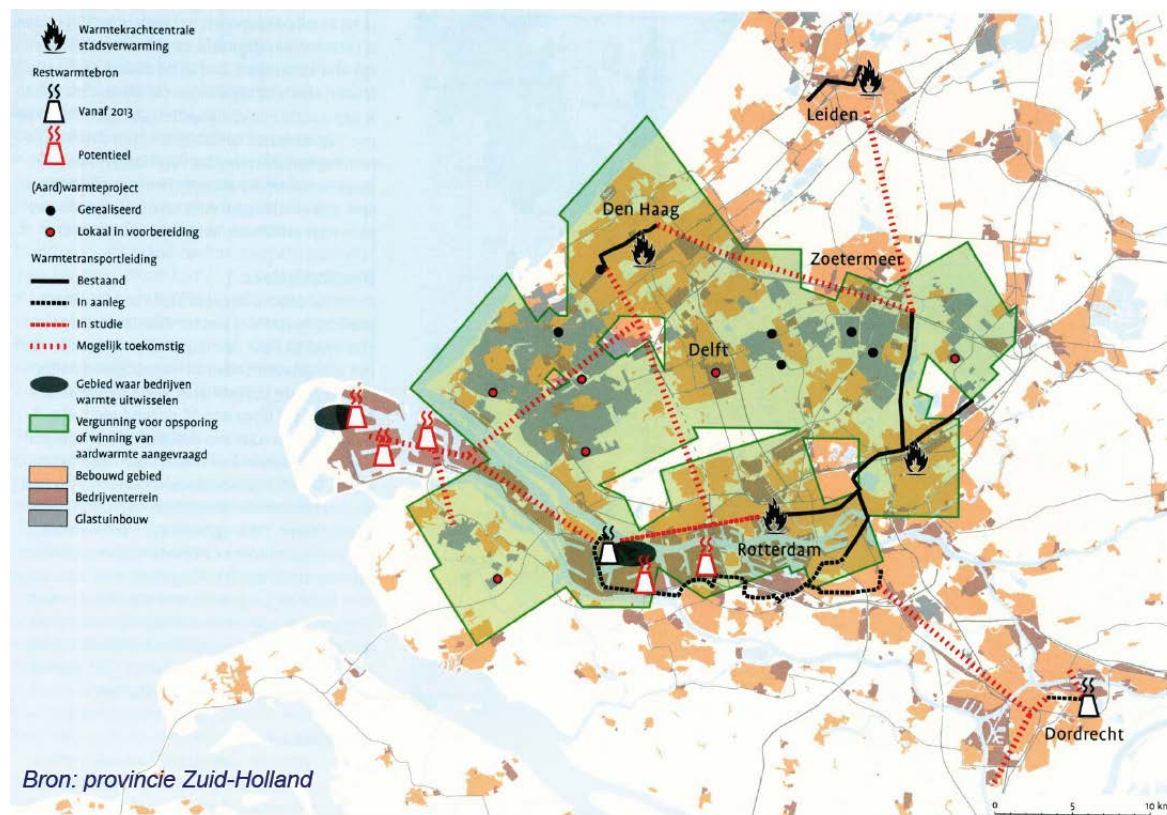 Warmtekrachtcentrale
stadsverwarming
Restwarmtebron
Vanaf 2013
Potentieel
(Aard)warmteproject
Gerealiseerd
Lokaal in voorbereiding
Warmtetransportleiding
Bestaand
In aanleg
In studie
Mogelijk toekomstig
Gebied waar bedrijven
warmte uitwisselen
Vergunning voor opsporing
of winning van
aardwarmte aangevraagd
Bebouwd gebied
Bedrijventerrein
Glastuinbouw
Leiden
Den Haag
Zoetermeer
Delft
Rotterdam
Dordrecht
Bron: provincie Zuid-Holland
0 5 10 km